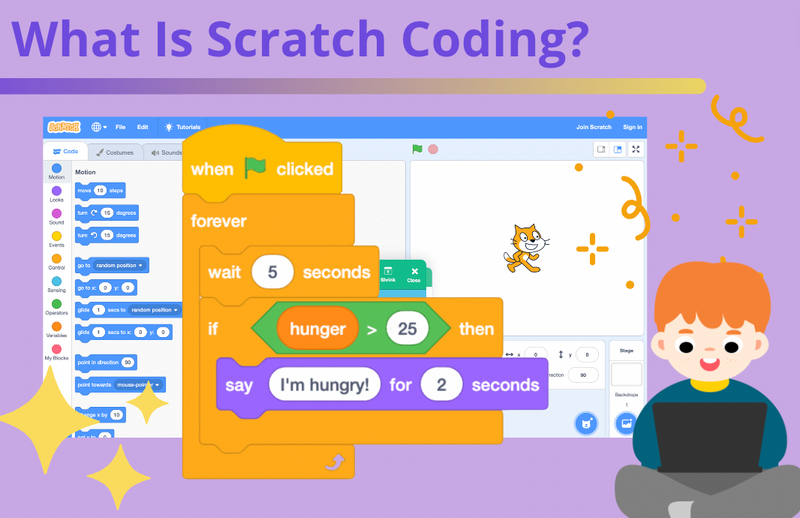 What Is Scratch Coding?
SCRATCH File Edit Tutorials Join Scratch Sign in
Code Costumes Sounds
when clicked
forever
wait 5 seconds
if hunger > 25 then
say I'm hungry! for 2 seconds
Motion
Looks
Sound
Events
Control
Sensing
Operators
Variables
My Blocks
Motion
move 10 steps
turn 15 degrees
turn 15 degrees
go to random position
go to x: 0 y: 0
glide 1 secs to random position
glide 1 secs to x: 0 y: 0
point in direction 90
point towards mouse-pointer
x by 10
Shrink Close
x 0 y 0
90
Stage
Backdrops
1